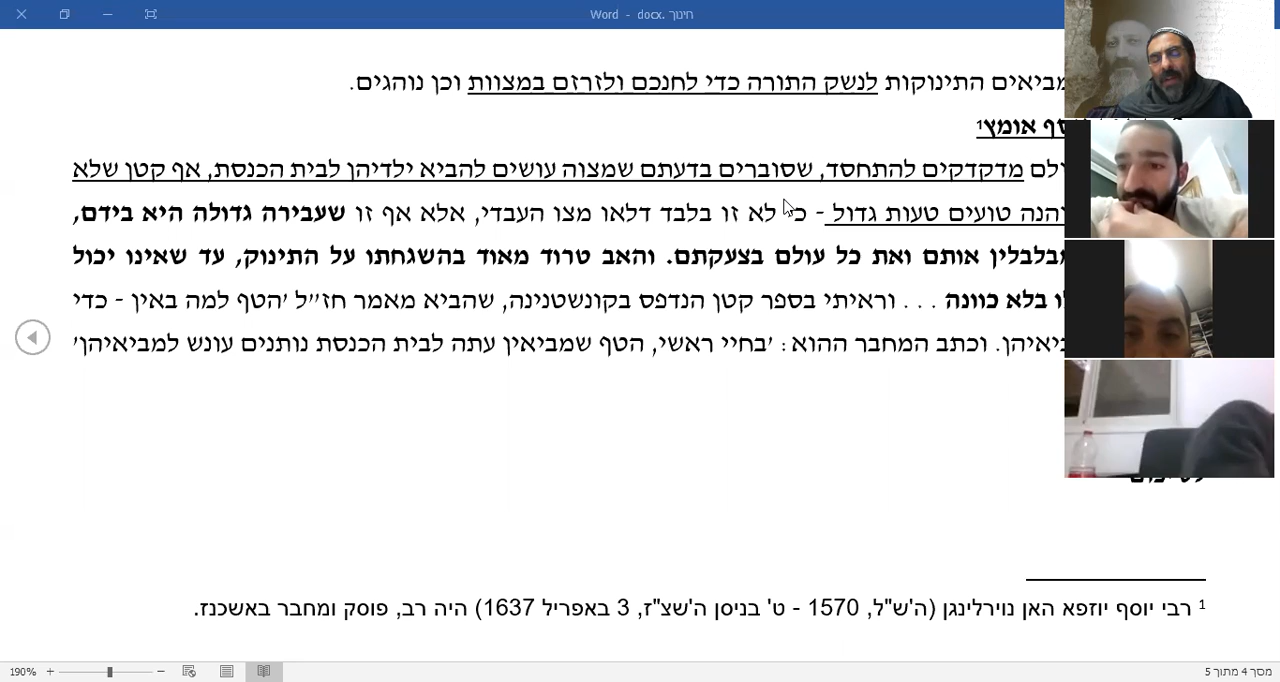 חינוך .docx - Word
מביאים התינוקות לנשק התורה כדי לחנכם ולזרזם במצוות וכן נוהגים.
אומץ1
מדקדקים להתחסד, שסוברים בדעתם שמצוה עושים להביא ילדיהן לבית הכנסת, אף קטן שלא
והנה טועים טעות גדול - כי לא זו בלבד דלאו מצו העבדי, אלא אף זו שעבירה גדולה היא בידם,
מבלבלין אותם ואת כל עולם בצעקתם. והאב טרוד מאוד בהשגחתו על התינוק, עד שאינו יכול
בלא כוונה . . . וראיתי בספר קטן הנדפס בקונשטנינה, שהביא מאמר חז״ל 'הטף למה באין - כדי
וכתב המחבר ההוא: 'בחיי ראשי, הטף שמביאין עתה לבית הכנסת נותנים עונש למביאיהן'
1 רבי יוסף יוזפא האן נוירלינגן (ה'ש"ל, 1570 - ט' בניסן ה'שצ"ז, 3 באפריל 1637) היה רב, פוסק ומחבר באשכנז.
מסך 4 מתוך 5
190%